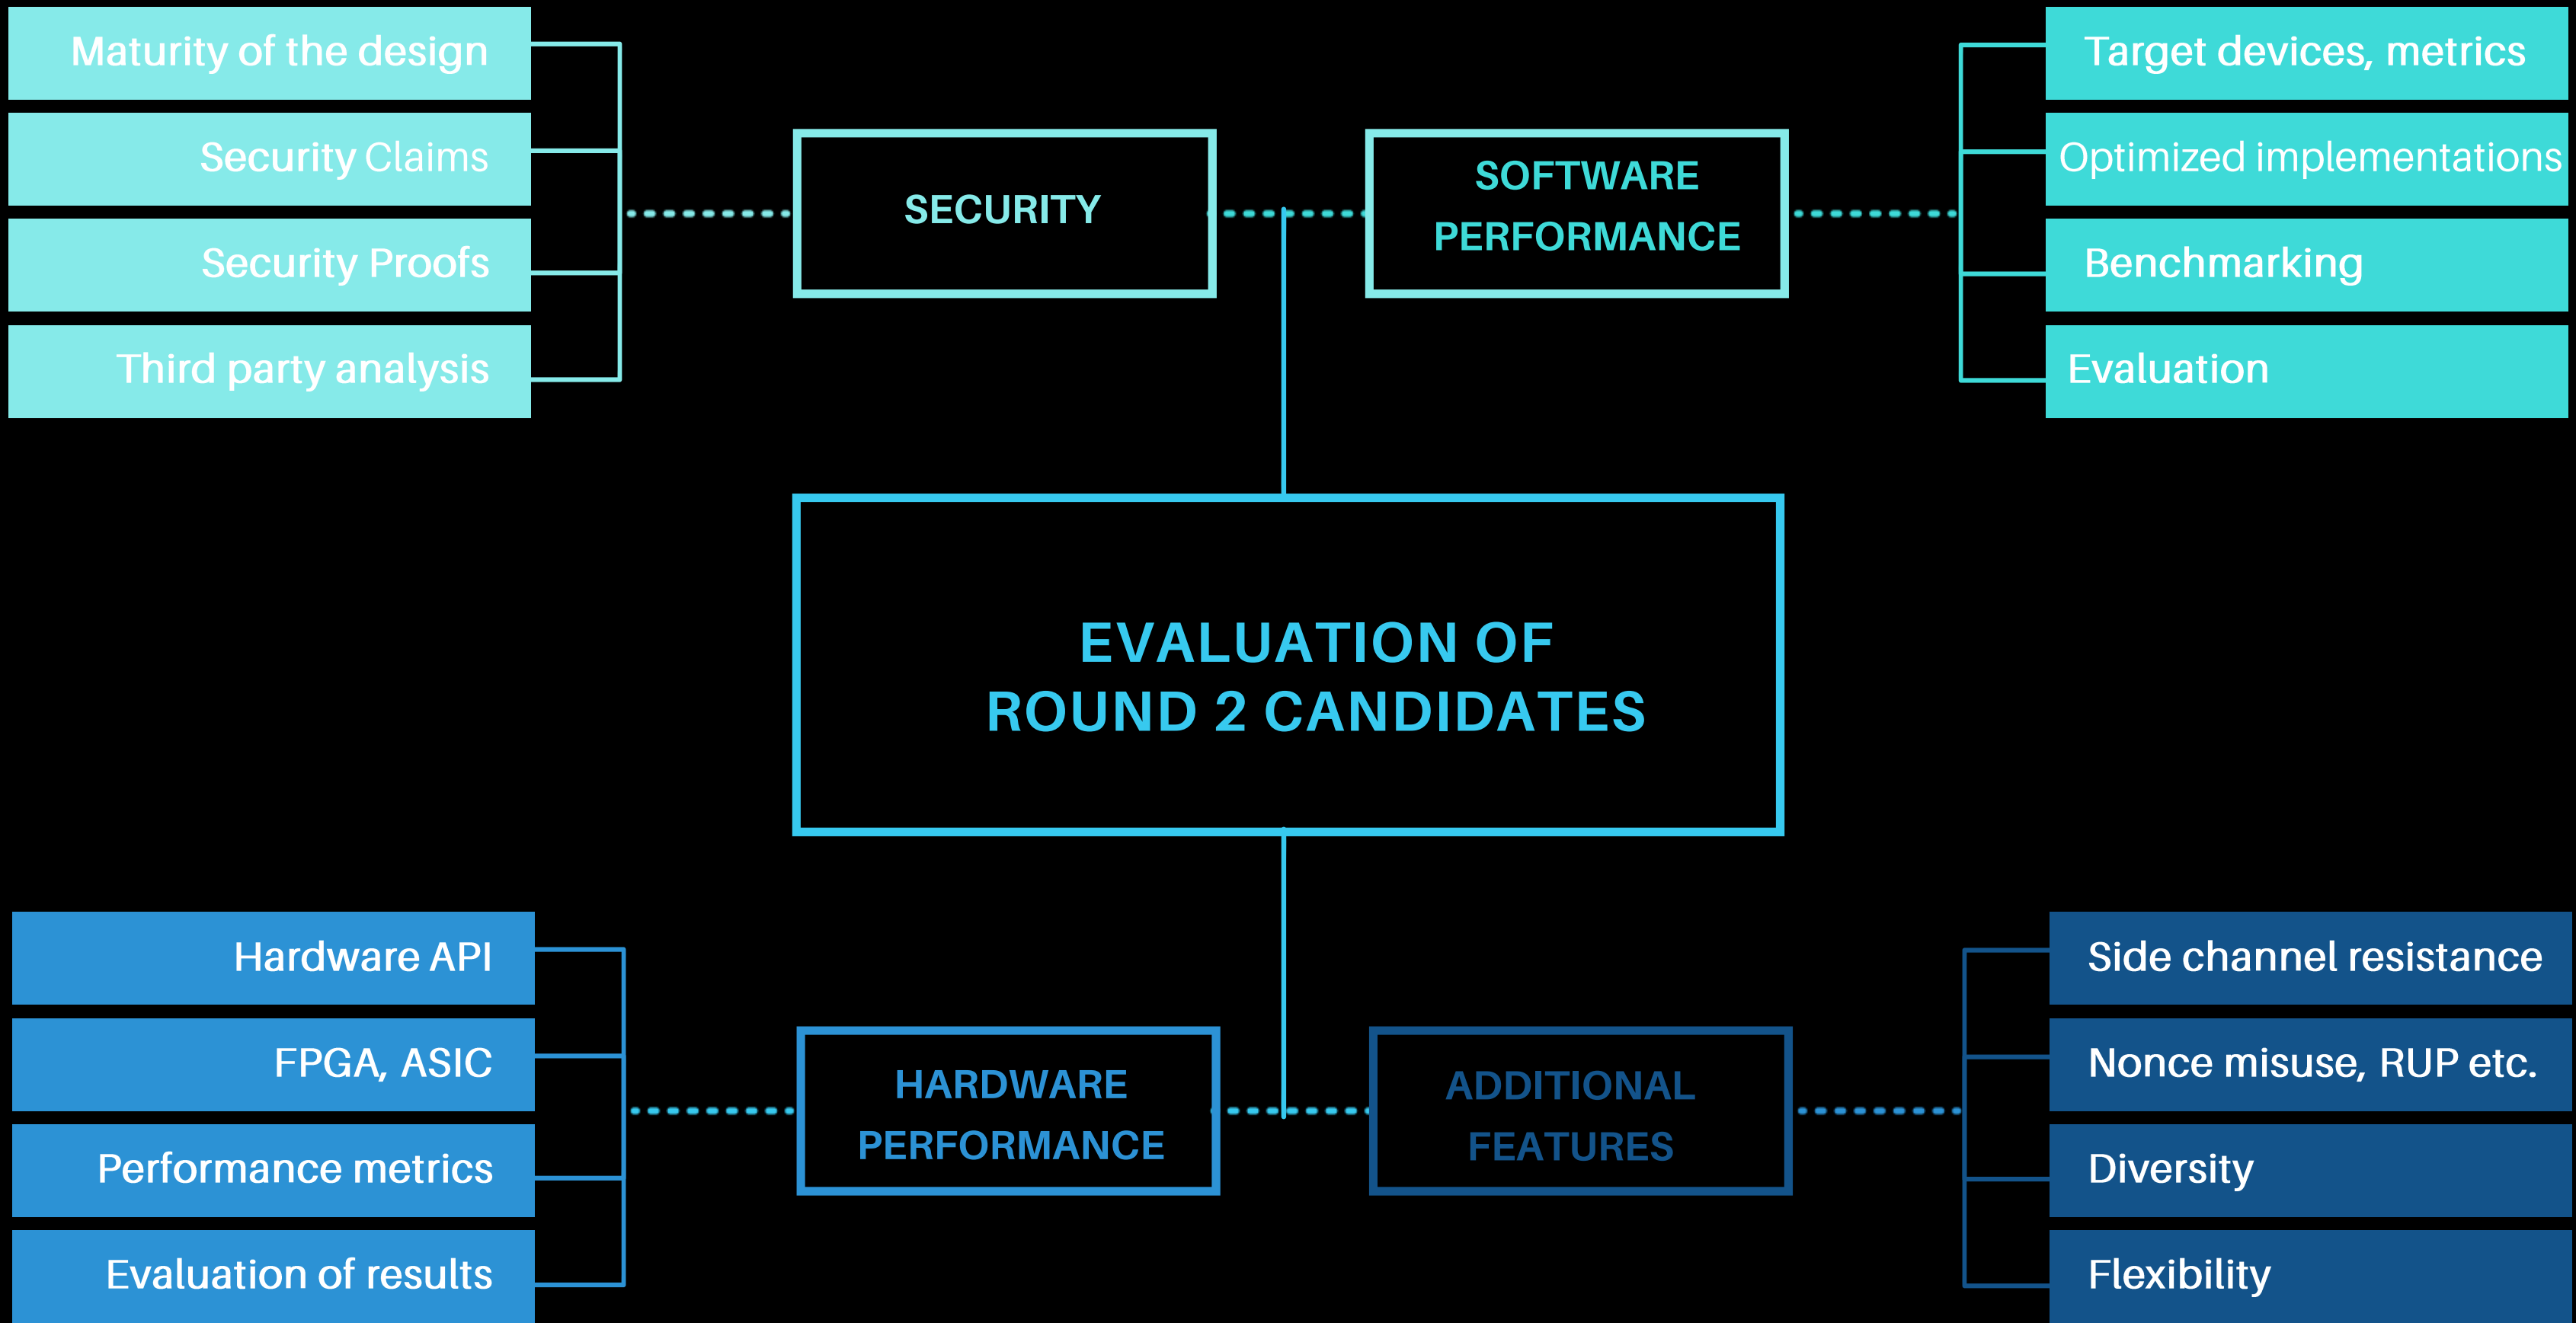 Maturity of the design
Security Claims
Security Proofs
Third party analysis
SECURITY
SOFTWARE
PERFORMANCE
Target devices, metrics
Optimized implementations
Benchmarking
Evaluation
EVALUATION OF
ROUND 2 CANDIDATES
Hardware API
FPGA, ASIC
Performance metrics
Evaluation of results
HARDWARE
PERFORMANCE
ADDITIONAL
FEATURES
Side channel resistance
Nonce misuse, RUP etc.
Diversity
Flexibility